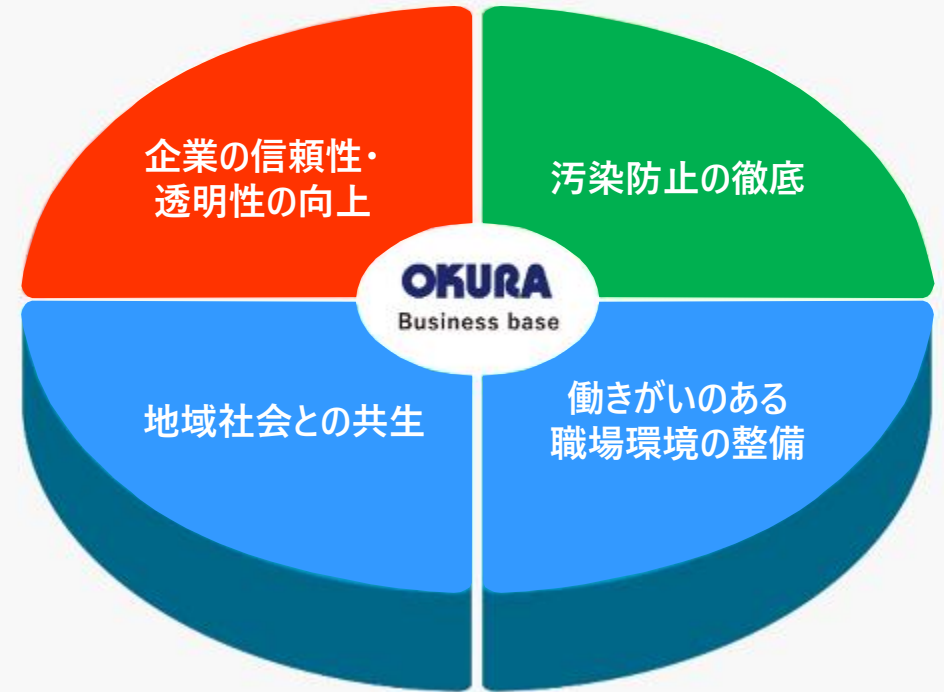 企業の信頼性・
透明性の向上
汚染防止の徹底
OKURA
Business base
地域社会との共生
働きがいのある
職場環境の整備